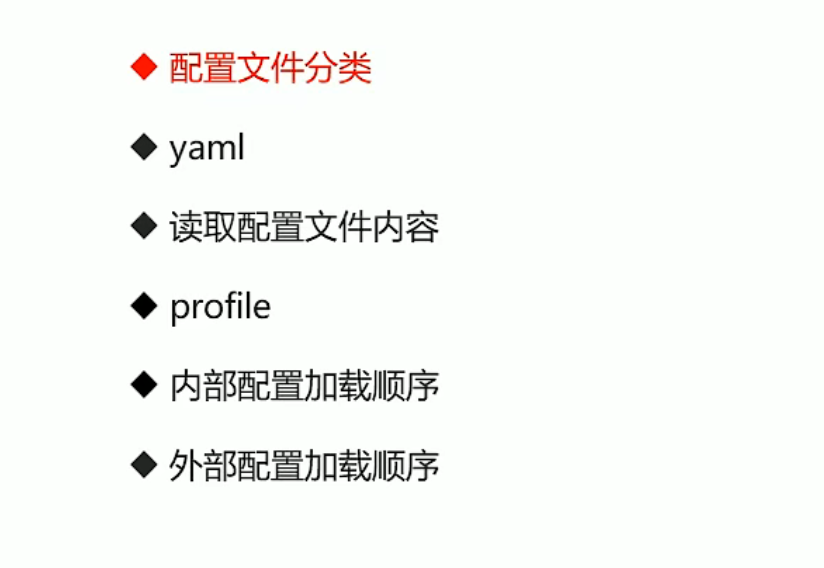 ◆ 配置文件分类
◆ yaml
◆ 读取配置文件内容
◆ profile
◆ 内部配置加载顺序
◆ 外部配置加载顺序